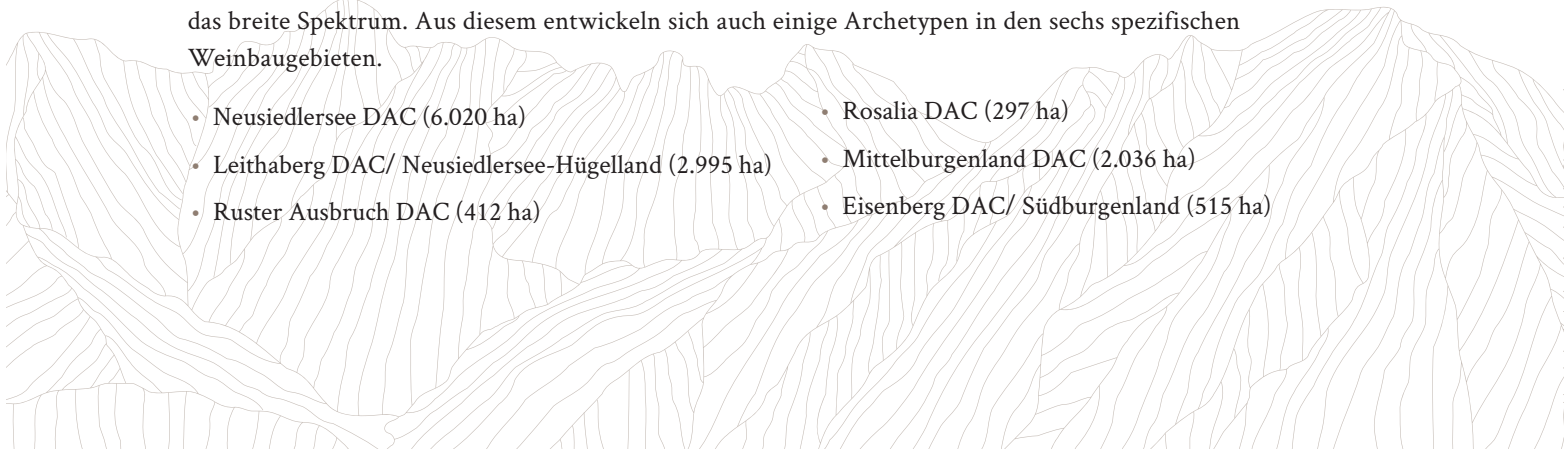 das breite Spektrum. Aus diesem entwickeln sich auch einige Archetypen in den sechs spezifischen
Weinbaugebieten.
• Neusiedlersee DAC (6.020 ha)
• Leithaberg DAC/ Neusiedlersee-Hügelland (2.995 ha)
• Ruster Ausbruch DAC (412 ha)
• Rosalia DAC (297 ha)
• Mittelburgenland DAC (2.036 ha)
• Eisenberg DAC/ Südburgenland (515 ha)